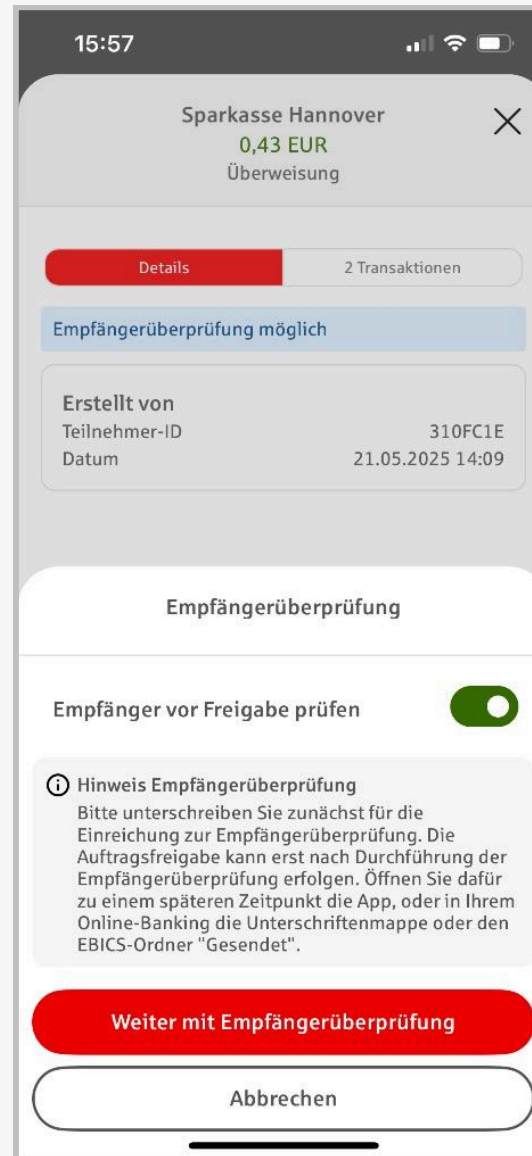 15:57
Sparkasse Hannover
0,43 EUR
Überweisung
Details
2 Transaktionen
Empfängerüberprüfung möglich
Erstellt von
Teilnehmer-ID 310FC1E
Datum 21.05.2025 14:09
Empfängerüberprüfung
Empfänger vor Freigabe prüfen
Hinweis Empfängerüberprüfung
Bitte unterschreiben Sie zunächst für die
Einreichung zur Empfängerüberprüfung. Die
Auftragsfreigabe kann erst nach Durchführung der
Empfängerüberprüfung erfolgen. Öffnen Sie dafür
zu einem späteren Zeitpunkt die App, oder in Ihrem
Online-Banking die Unterschriftenmappe oder den
EBICS-Ordner "Gesendet".
Weiter mit Empfängerüberprüfung
Abbrechen